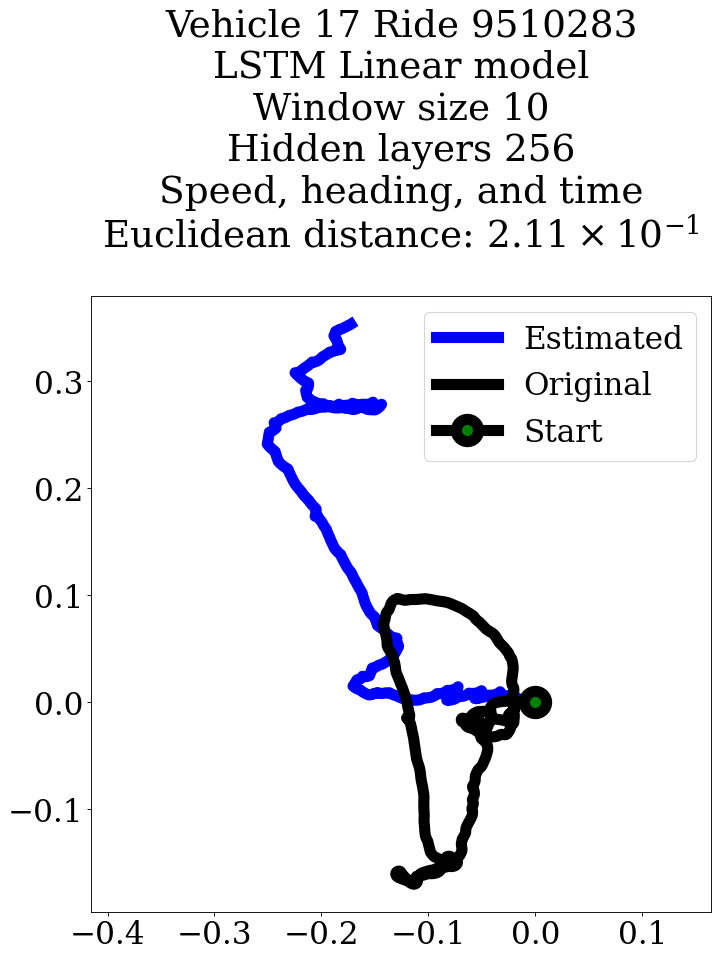 Vehicle 17 Ride 9510283
LSTM Linear model
Window size 10
Hidden layers 256
Speed, heading, and time
Euclidean distance: 2.11 × 10⁻¹
Estimated
Original
Start
0.3
0.2
0.1
0.0
−0.1
−0.4 −0.3 −0.2 −0.1 0.0 0.1